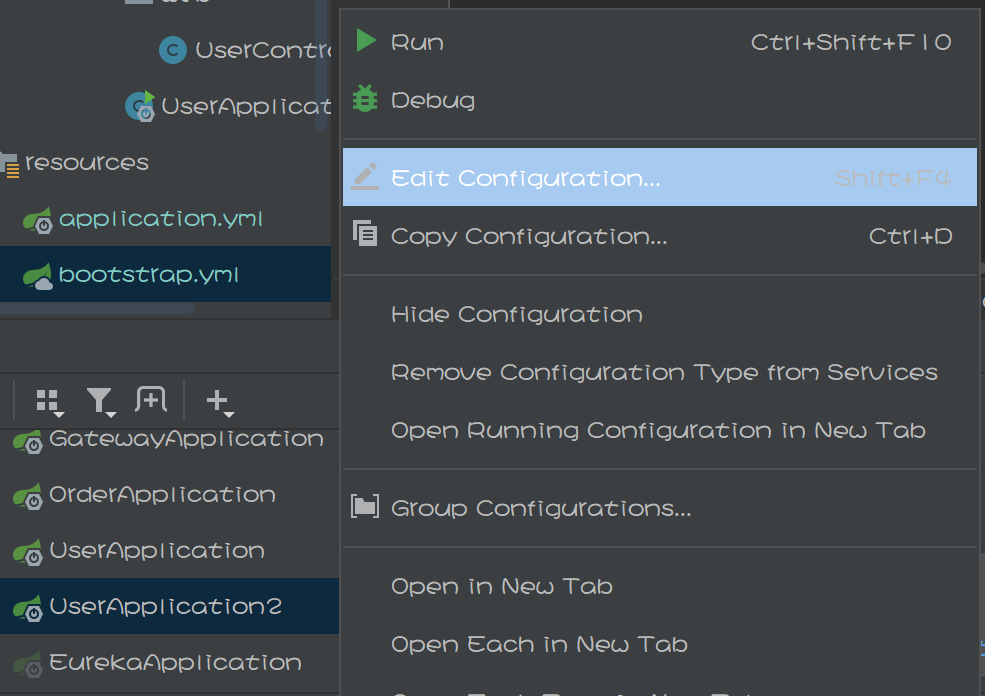 UserContro
UserApplicat
resources
application.yml
bootstrap.yml
GatewayApplication
OrderApplication
UserApplication
UserApplication2
EurekaApplication
Run Ctrl+Shift+F10
Debug
Edit Configuration... Shift+F4
Copy Configuration... Ctrl+D
Hide Configuration
Remove Configuration Type from Services
Open Running Configuration in New Tab
Group Configurations...
Open in New Tab
Open Each in New Tab